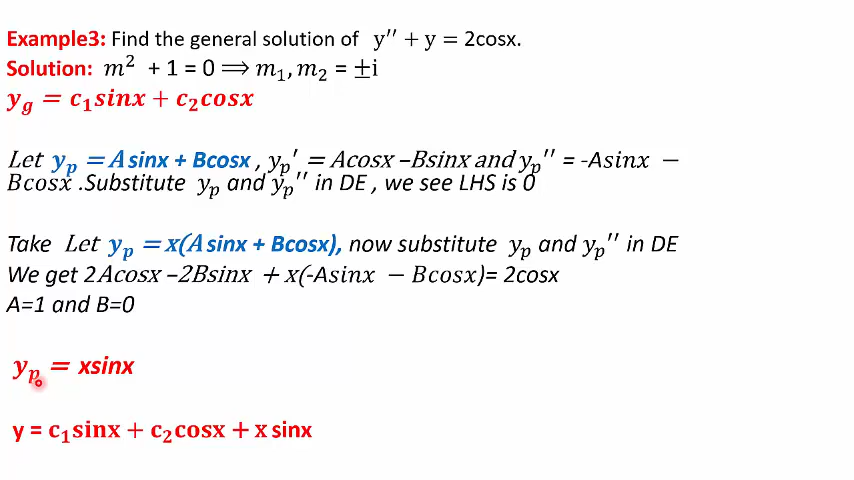 Example3: Find the general solution of y′′ + y = 2cosx.
Solution: m² + 1 = 0 ⟹ m₁, m₂ = ±i
y_g = c₁sinx + c₂cosx
Let y_p = Asinx + Bcosx , y_p′ = Acosx –Bsinx and y_p′′ = -Asinx −
Bcosx .Substitute y_p and y_p′′ in DE , we see LHS is 0
Take Let y_p = x(Asinx + Bcosx), now substitute y_p and y_p′′ in DE
We get 2Acosx –2Bsinx + x(-Asinx − Bcosx)= 2cosx
A=1 and B=0
y_p = xsinx
y = c₁sinx + c₂cosx + x sinx